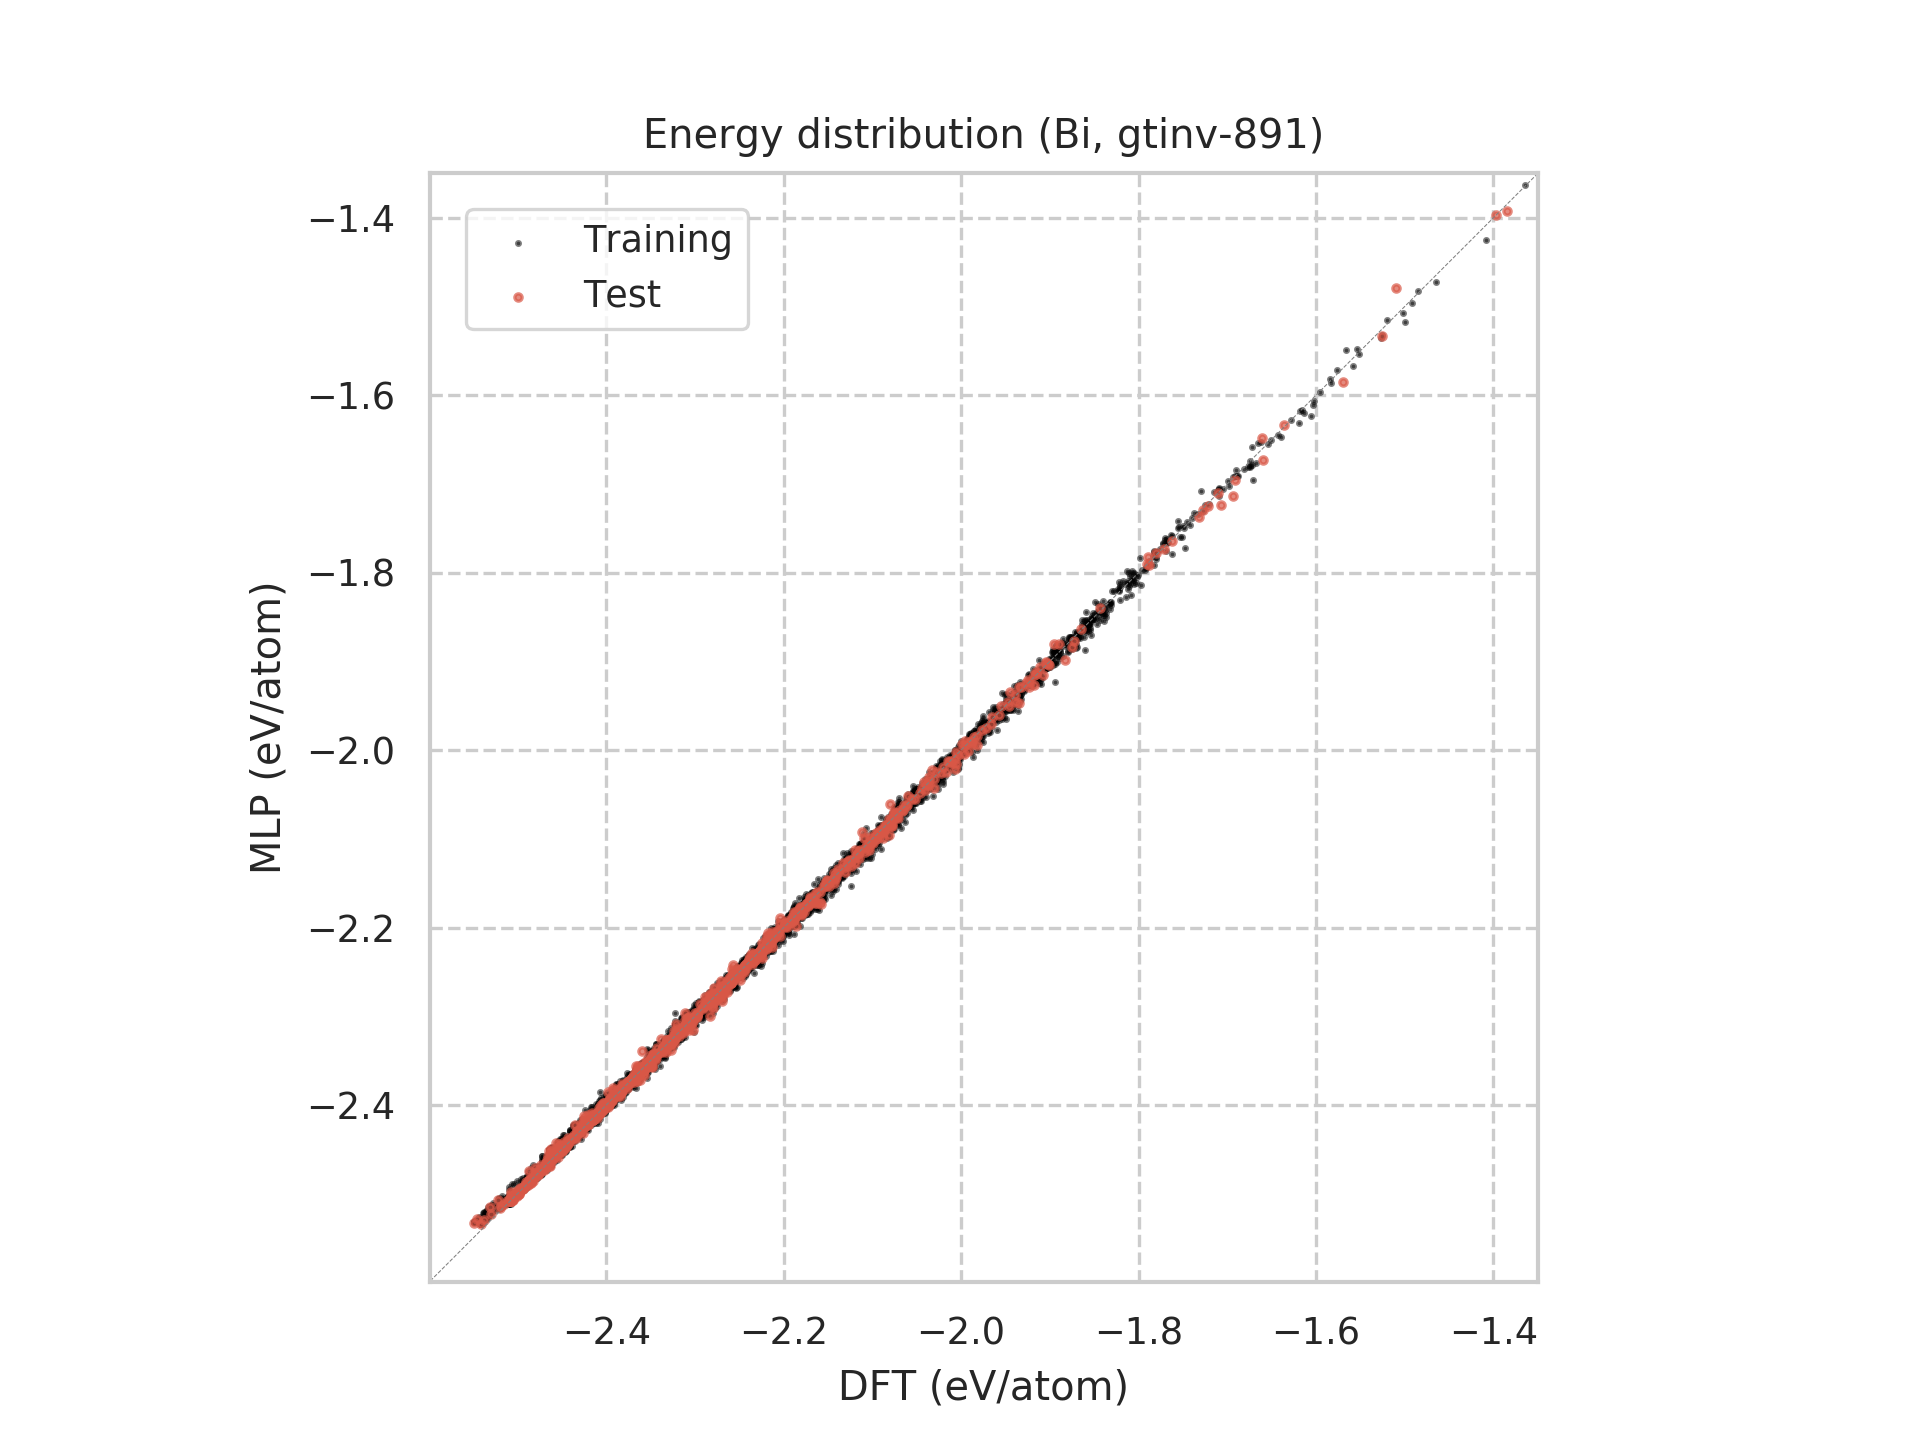 Energy distribution (Bi, gtinv-891)
Training
Test
−1.4
−1.6
−1.8
−2.0
−2.2
−2.4
MLP (eV/atom)
−2.4 −2.2 −2.0 −1.8 −1.6 −1.4
DFT (eV/atom)